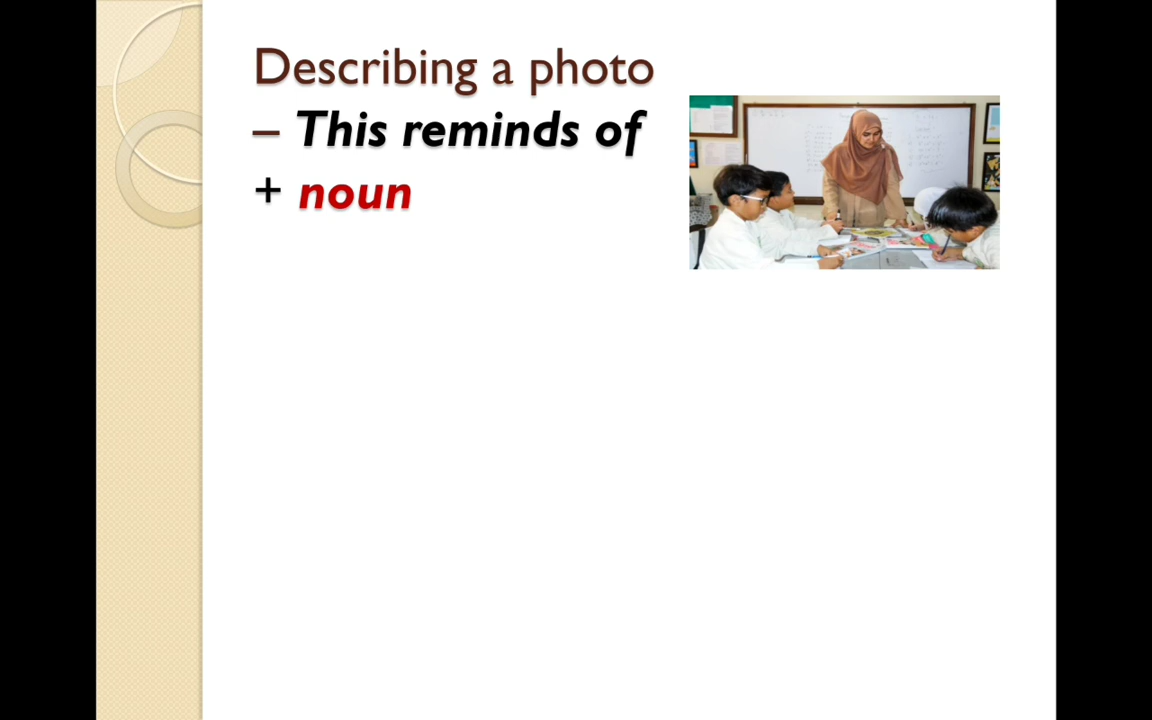 Describing a photo
– This reminds of
+ noun